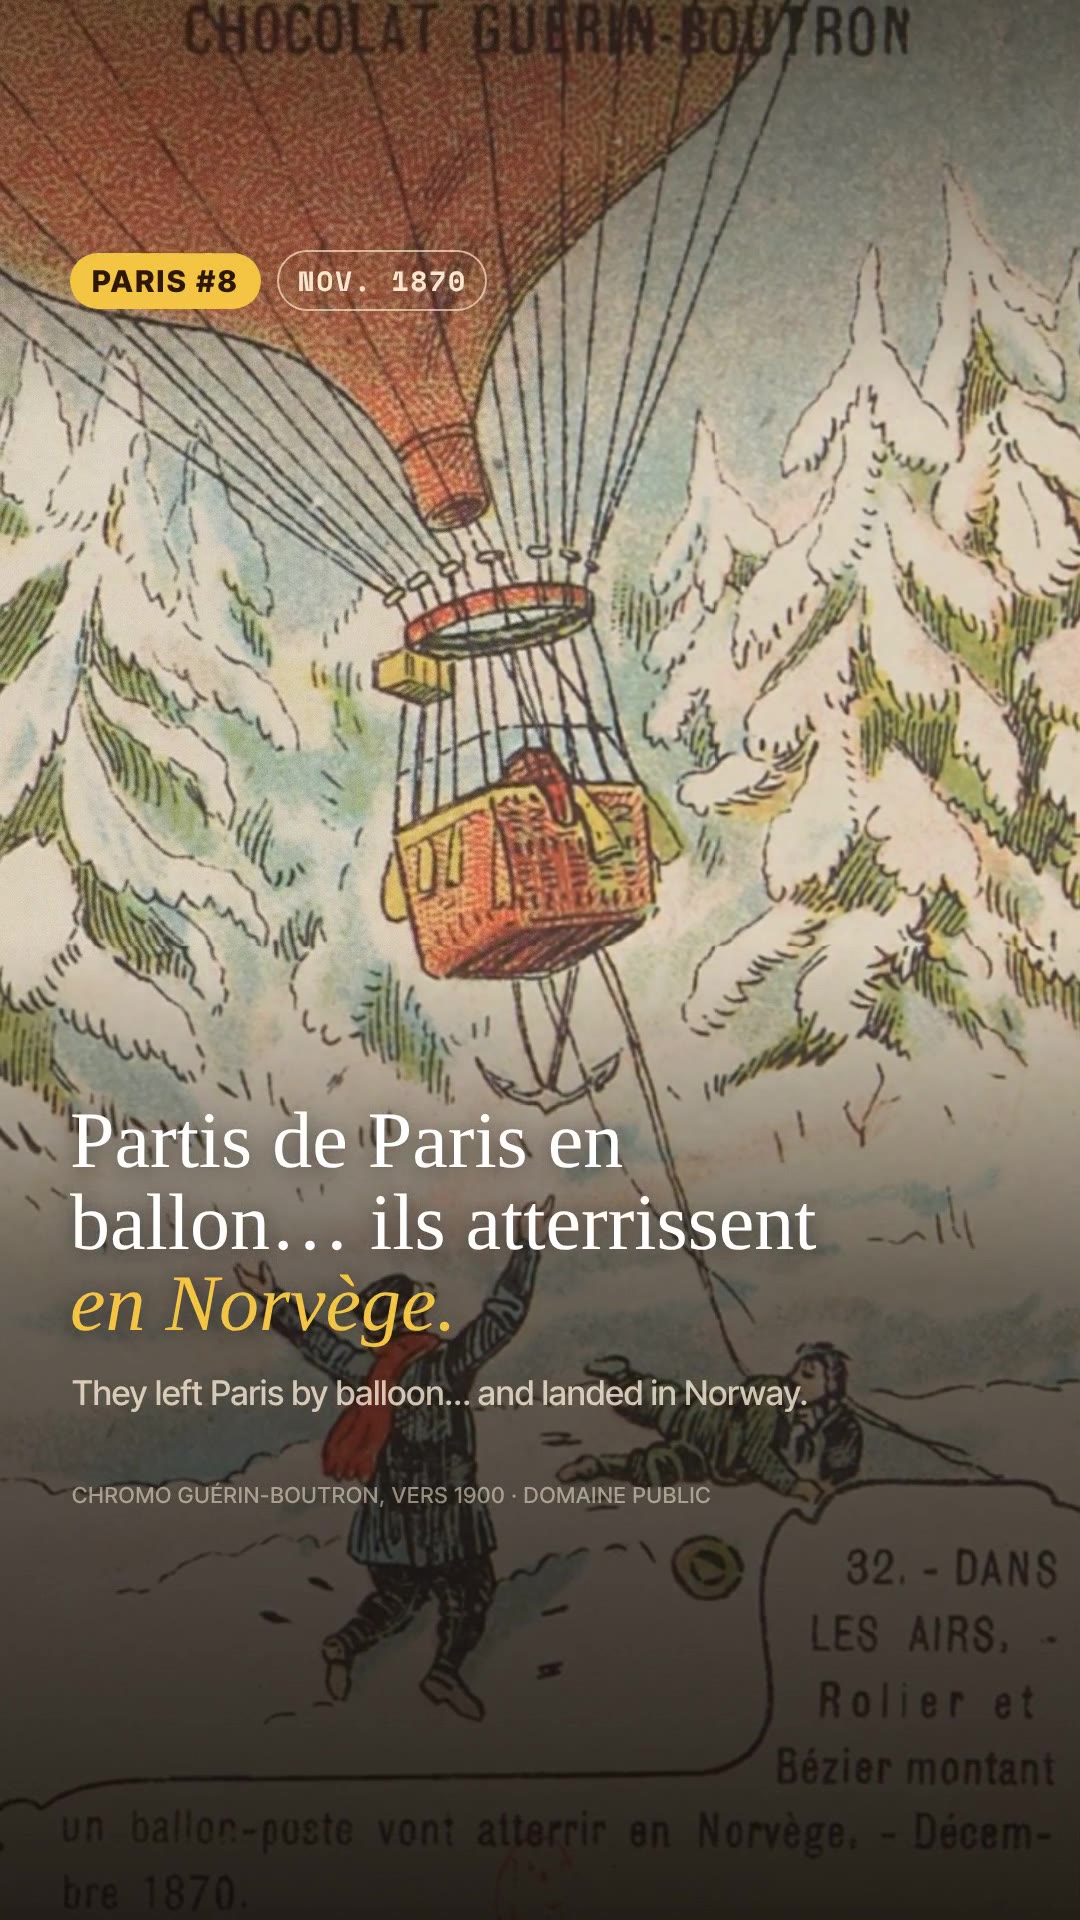 CHOCOLAT GUERIN-BOUTRON
PARIS #8
NOV. 1870
Partis de Paris en
ballon… ils atterrissent
en Norvège.
They left Paris by balloon… and landed in Norway.
CHROMO GUÉRIN-BOUTRON, VERS 1900 · DOMAINE PUBLIC
32. - DANS
LES AIRS. -
Rolier et
Bézier montant
un ballon-poste vont atterrir en Norvège. - Décem-
bre 1870.